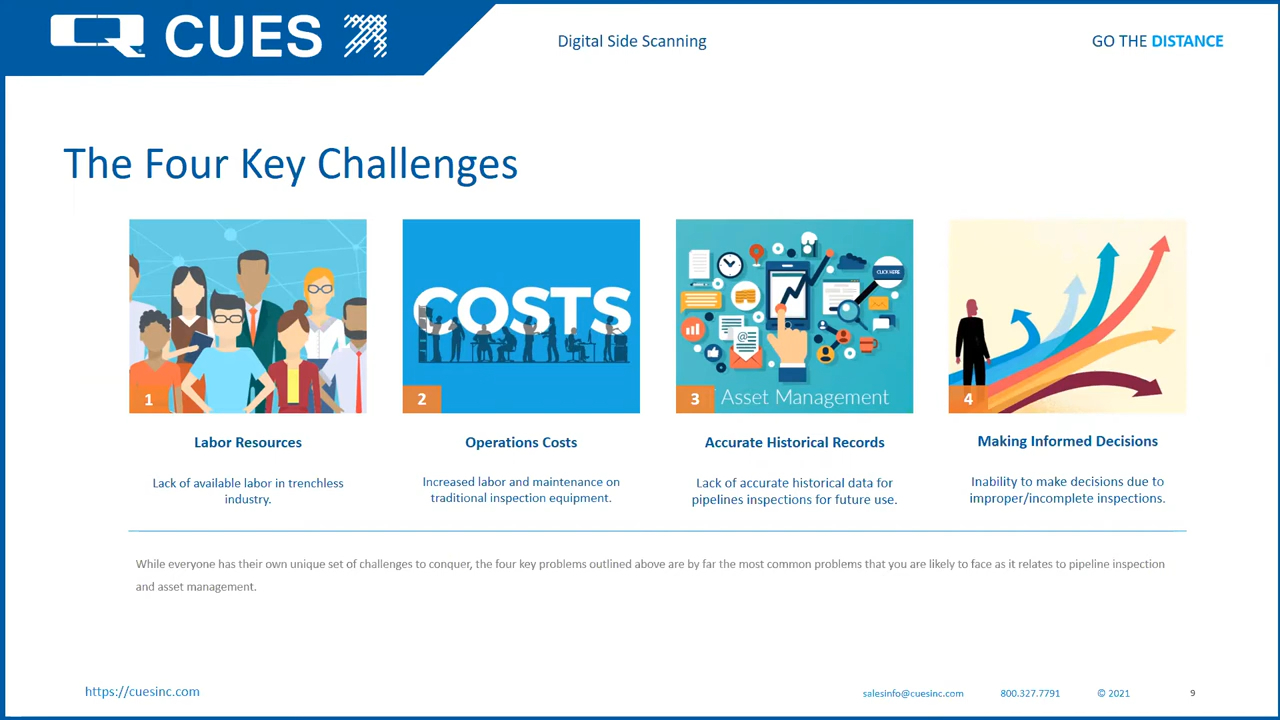 CUES
Digital Side Scanning
GO THE DISTANCE
The Four Key Challenges
COSTS
CLICK HERE
@
Asset Management
1
2
3
4
Labor Resources
Operations Costs
Accurate Historical Records
Making Informed Decisions
Lack of available labor in trenchless
industry.
Increased labor and maintenance on
traditional inspection equipment.
Lack of accurate historical data for
pipelines inspections for future use.
Inability to make decisions due to
improper/incomplete inspections.
While everyone has their own unique set of challenges to conquer, the four key problems outlined above are by far the most common problems that you are likely to face as it relates to pipeline inspection
and asset management.
https://cuesinc.com
salesinfo@cuesinc.com
800.327.7791
© 2021
9